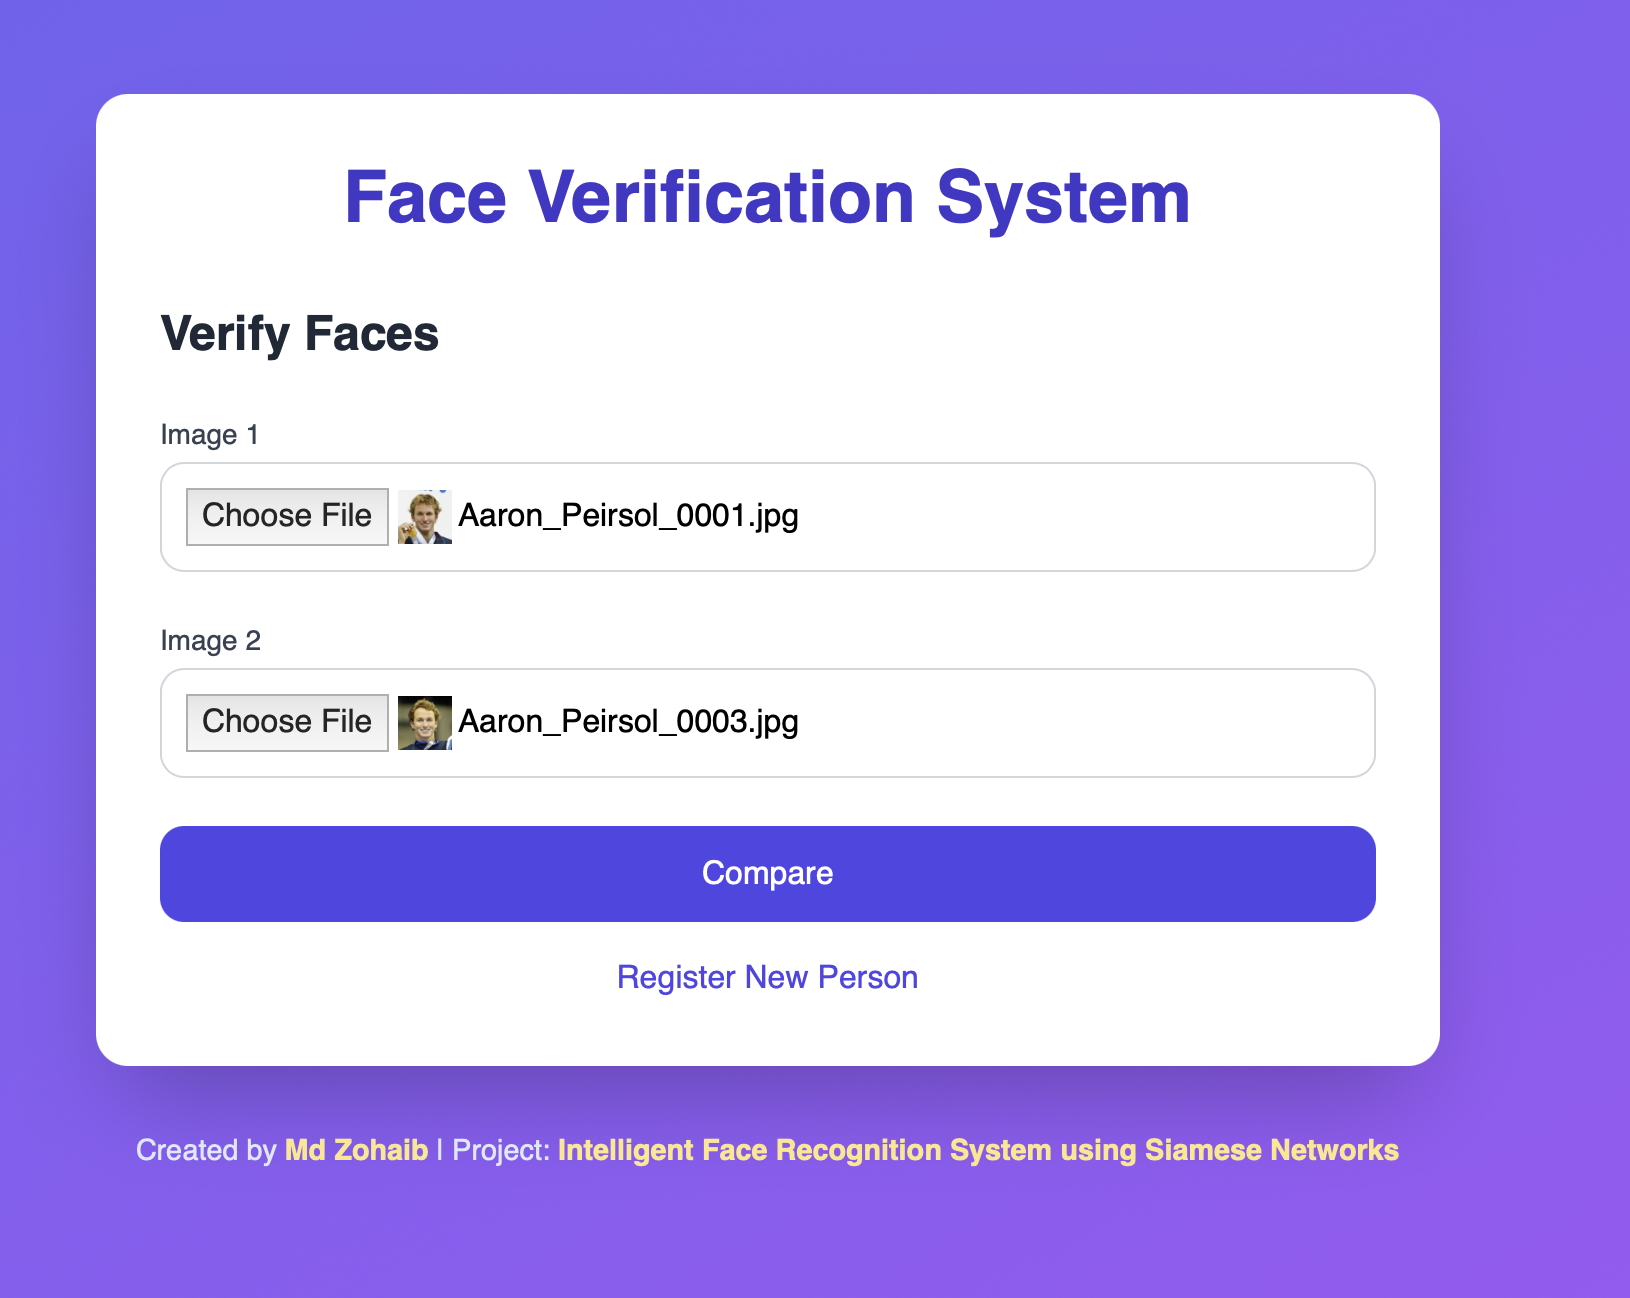 Face Verification System
Verify Faces
Image 1
Choose File Aaron_Peirsol_0001.jpg
Image 2
Choose File Aaron_Peirsol_0003.jpg
Compare
Register New Person
Created by Md Zohaib | Project: Intelligent Face Recognition System using Siamese Networks